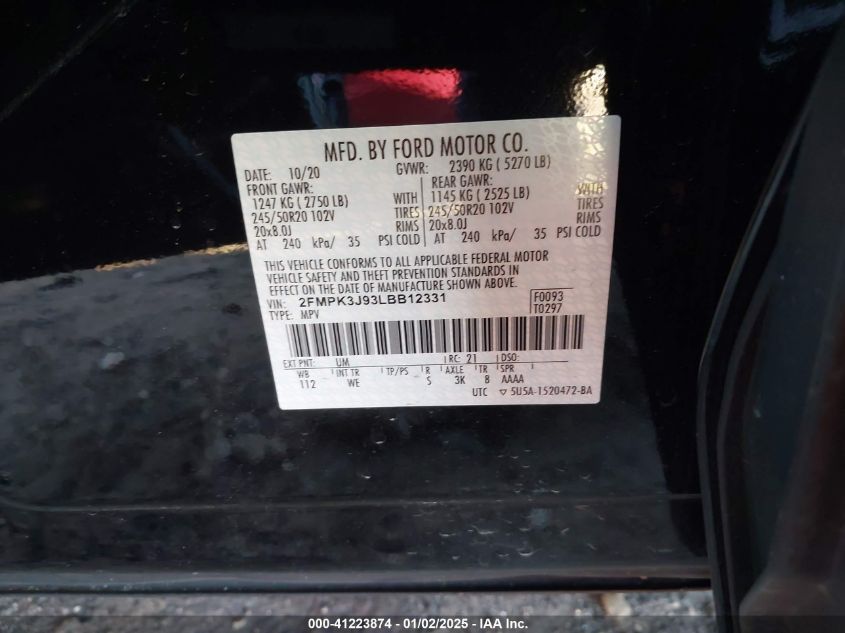 MFD. BY FORD MOTOR CO.
DATE: 10/20 GVWR: 2390 KG ( 5270 LB)
FRONT GAWR: REAR GAWR:
1247 KG ( 2750 LB) WITH 1145 KG ( 2525 LB) WITH
245/50R20 102V TIRES 245/50R20 102V TIRES
20x8.0J RIMS 20x8.0J RIMS
AT 240 kPa/ 35 PSI COLD AT 240 kPa/ 35 PSI COLD
THIS VEHICLE CONFORMS TO ALL APPLICABLE FEDERAL MOTOR
VEHICLE SAFETY AND THEFT PREVENTION STANDARDS IN
EFFECT ON THE DATE OF MANUFACTURE SHOWN ABOVE.
VIN: 2FMPK3J93LBB12331 F0093
TYPE: MPV T0297
EXT PNT: UM RC: 21 DSO:
WB INT TR TP/PS R AXLE TR SPR
112 WE S 3K 8 AAAA
UTC 5U5A-1520472-BA
000-41223874 - 01/02/2025 - IAA Inc.